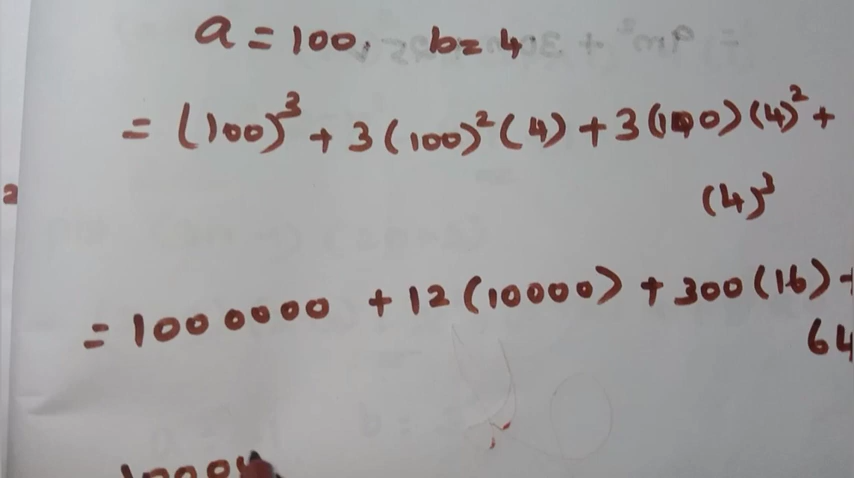 a = 100, b = 4
= (100)³ + 3(100)²(4) + 3(100)(4)² +
(4)³
= 1000000 + 12(10000) + 300(16) +
64